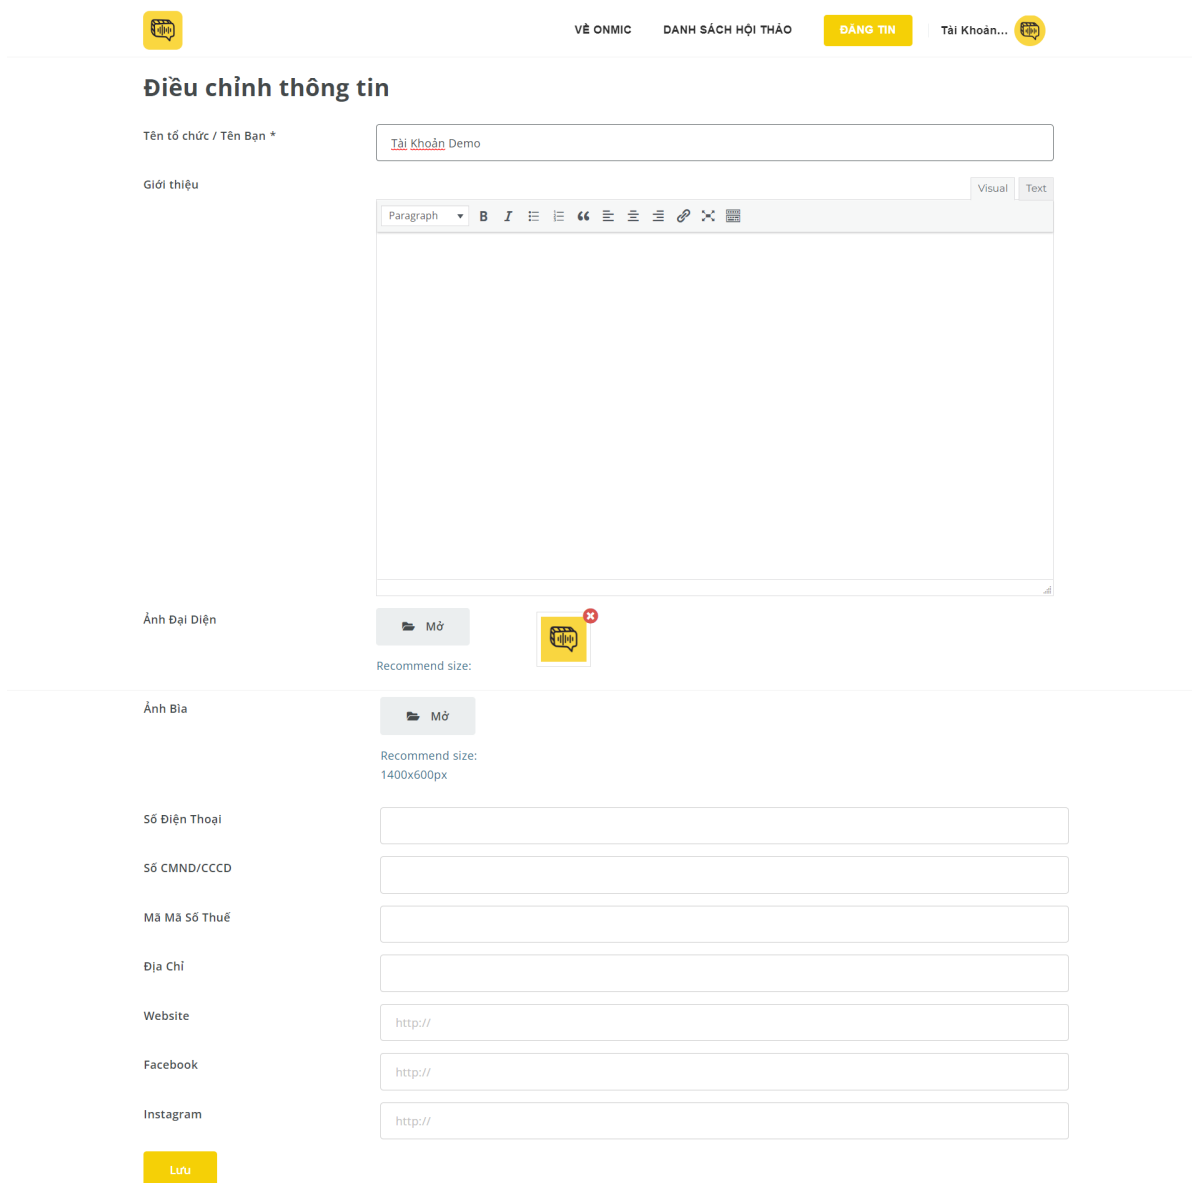 VỀ ONMIC
DANH SÁCH HỘI THẢO
ĐĂNG TIN
Tài Khoản...
Điều chỉnh thông tin
Tên tổ chức / Tên Bạn *
Tài Khoản Demo
Giới thiệu
Visual
Text
Paragraph
Ảnh Đại Diện
Mở
Recommend size:
Ảnh Bìa
Mở
Recommend size:
1400x600px
Số Điện Thoại
Số CMND/CCCD
Mã Mã Số Thuế
Địa Chỉ
Website
http://
Facebook
http://
Instagram
http://
Lưu